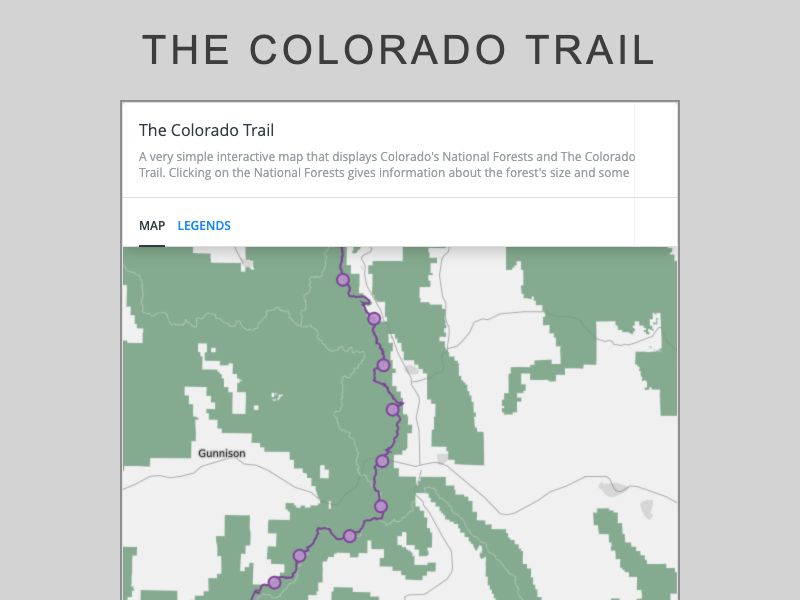 THE COLORADO TRAIL
The Colorado Trail
A very simple interactive map that displays Colorado's National Forests and The Colorado
Trail. Clicking on the National Forests gives information about the forest's size and some
MAP LEGENDS
Gunnison